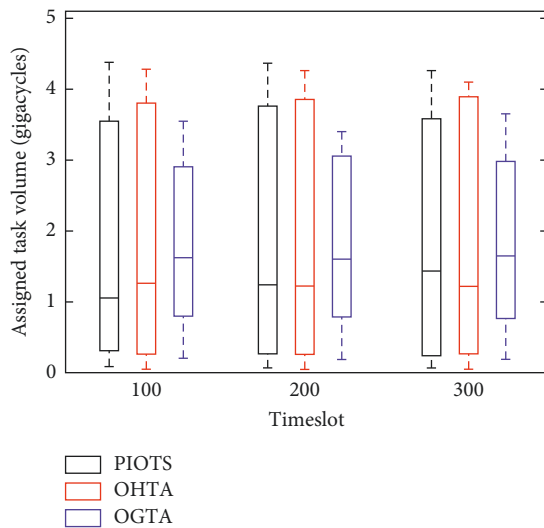 5
4
3
2
1
0
Assigned task volume (gigacycles)
100 200 300
Timeslot
PIOTS
OHTA
OGTA